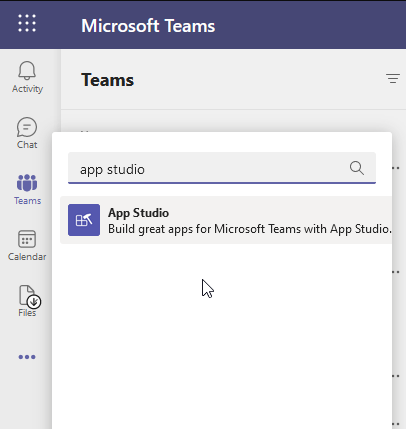 Microsoft Teams
Activity
Chat
Teams
Calendar
Files
Teams
app studio
App Studio
Build great apps for Microsoft Teams with App Studio.